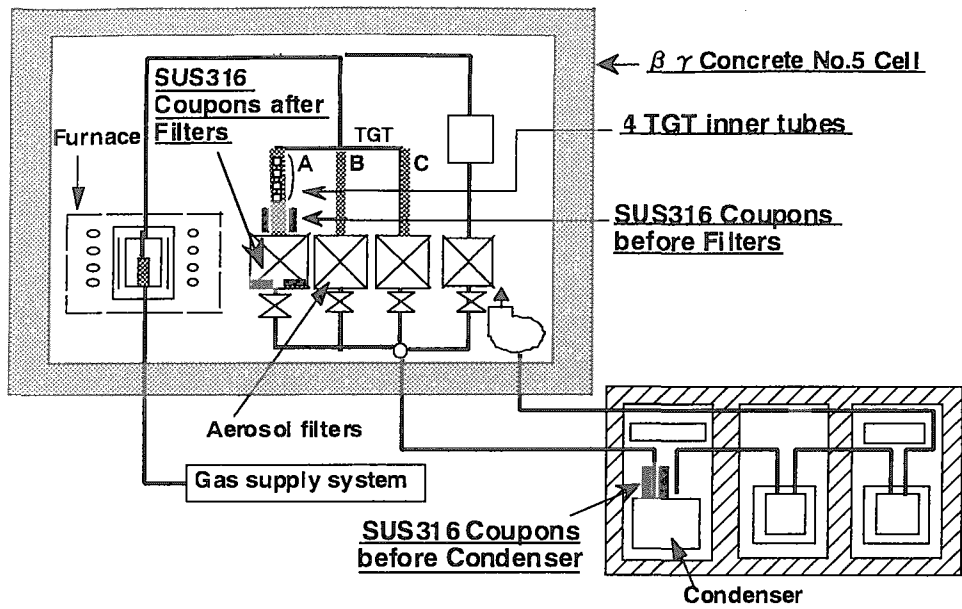 β γ Concrete No.5 Cell
SUS316
Coupons after
Filters
4 TGT inner tubes
Furnace
TGT
A
B
C
SUS316 Coupons
before Filters
Aerosol filters
Gas supply system
SUS316 Coupons
before Condenser
Condenser